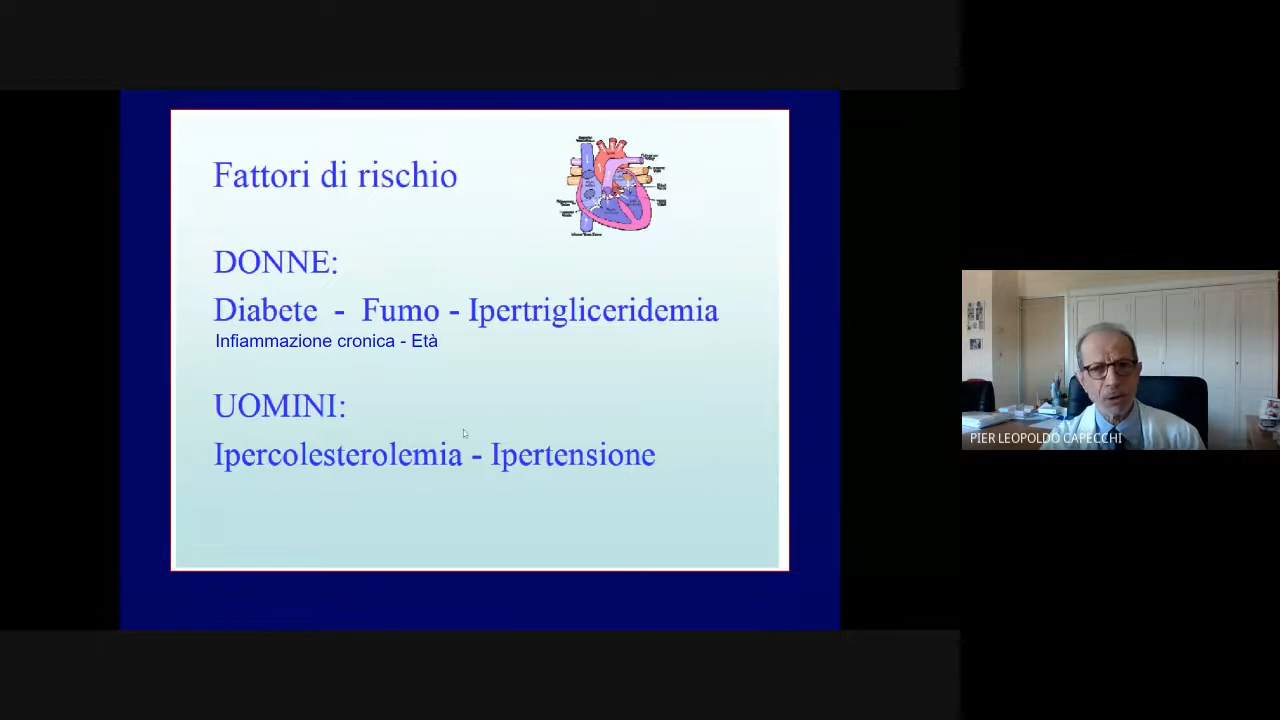 Fattori di rischio
DONNE:
Diabete - Fumo - Ipertrigliceridemia
Infiammazione cronica - Età
UOMINI:
Ipercolesterolemia - Ipertensione
PIER LEOPOLDO CAPECCHI